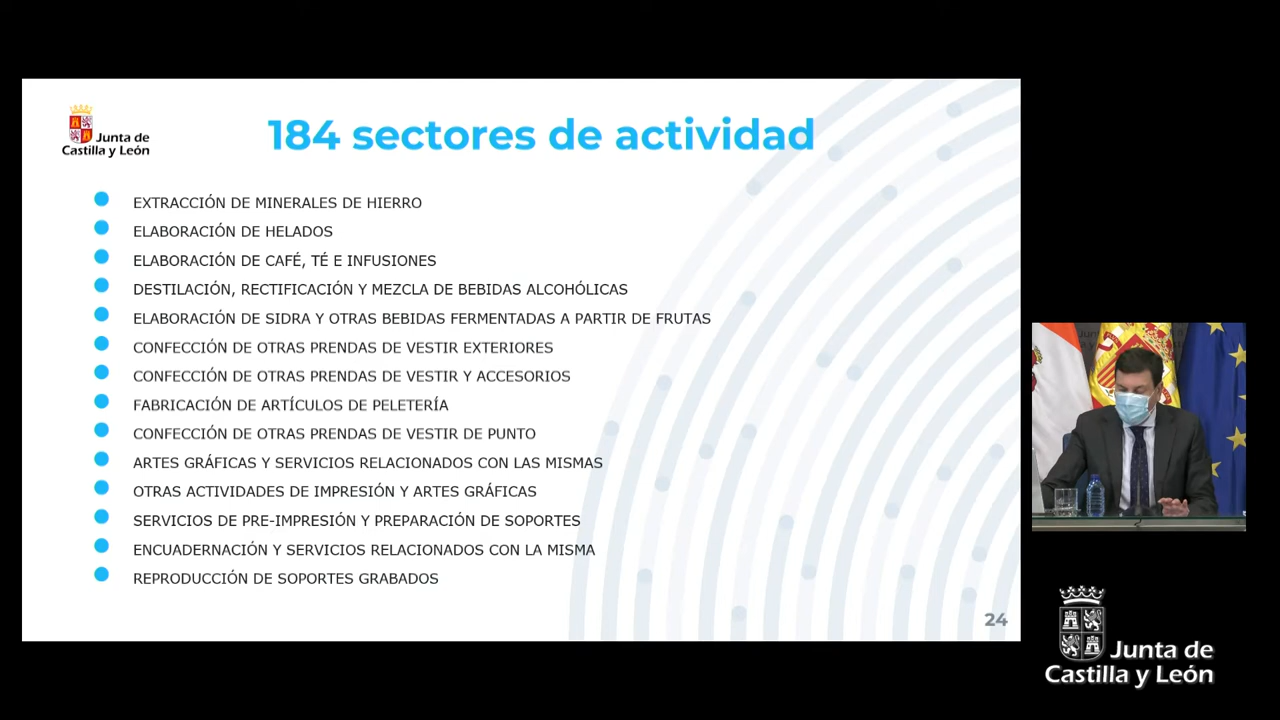 Junta de
Castilla y León
184 sectores de actividad
EXTRACCIÓN DE MINERALES DE HIERRO
ELABORACIÓN DE HELADOS
ELABORACIÓN DE CAFÉ, TÉ E INFUSIONES
DESTILACIÓN, RECTIFICACIÓN Y MEZCLA DE BEBIDAS ALCOHÓLICAS
ELABORACIÓN DE SIDRA Y OTRAS BEBIDAS FERMENTADAS A PARTIR DE FRUTAS
CONFECCIÓN DE OTRAS PRENDAS DE VESTIR EXTERIORES
CONFECCIÓN DE OTRAS PRENDAS DE VESTIR Y ACCESORIOS
FABRICACIÓN DE ARTÍCULOS DE PELETERÍA
CONFECCIÓN DE OTRAS PRENDAS DE VESTIR DE PUNTO
ARTES GRÁFICAS Y SERVICIOS RELACIONADOS CON LAS MISMAS
OTRAS ACTIVIDADES DE IMPRESIÓN Y ARTES GRÁFICAS
SERVICIOS DE PRE-IMPRESIÓN Y PREPARACIÓN DE SOPORTES
ENCUADERNACIÓN Y SERVICIOS RELACIONADOS CON LA MISMA
REPRODUCCIÓN DE SOPORTES GRABADOS
24
Junta de
Castilla y León